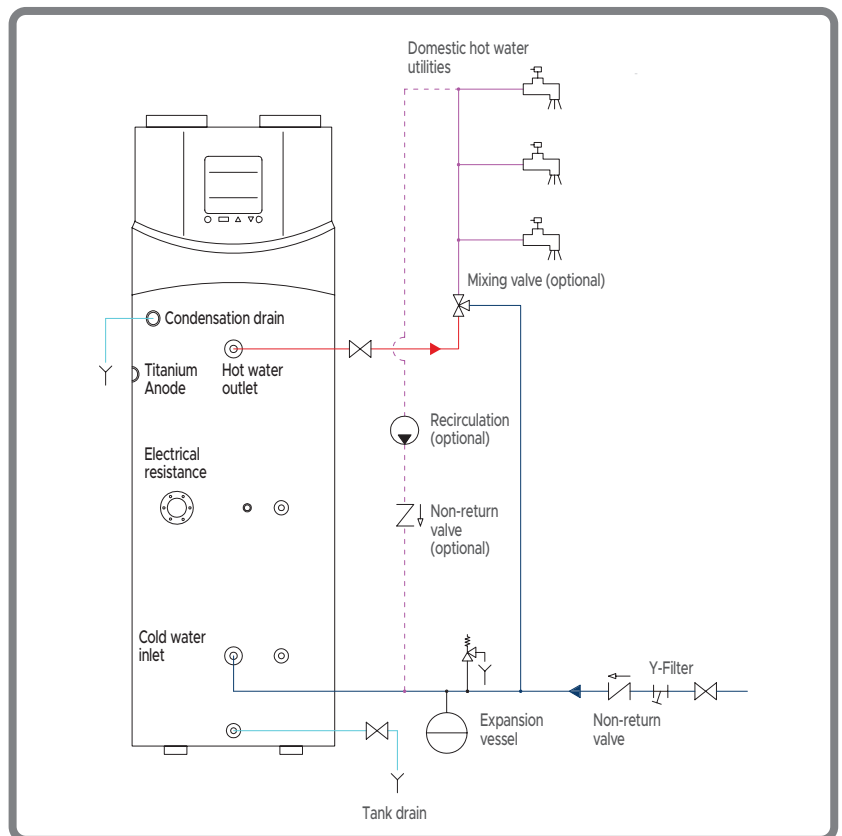 Domestic hot water
utilities
Mixing valve (optional)
Condensation drain
Titanium
Anode
Hot water
outlet
Recirculation
(optional)
Electrical
resistance
Non-return
valve
(optional)
Cold water
inlet
Y-Filter
Expansion
vessel
Non-return
valve
Tank drain